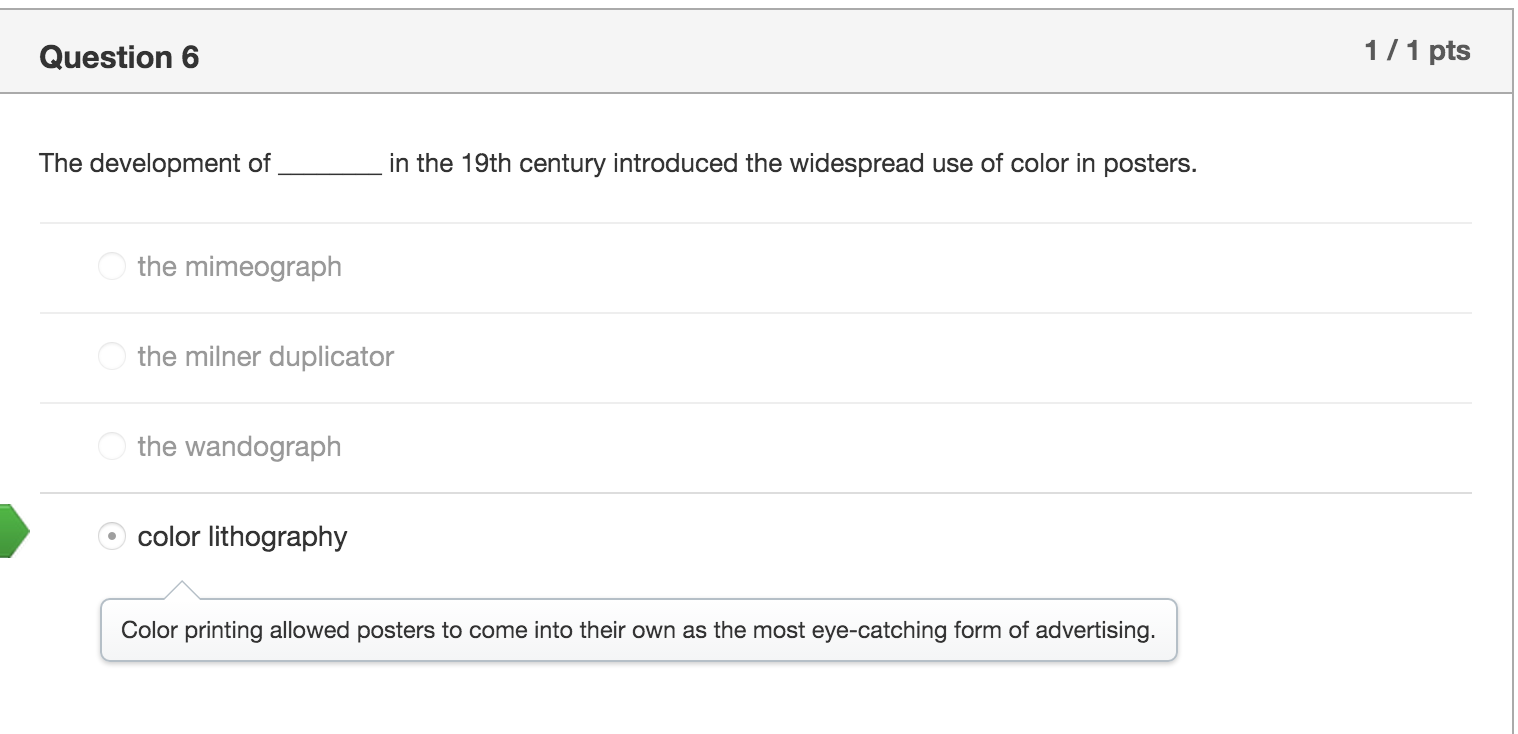 Question 6
1 / 1 pts
The development of ________ in the 19th century introduced the widespread use of color in posters.
the mimeograph
the milner duplicator
the wandograph
color lithography
Color printing allowed posters to come into their own as the most eye-catching form of advertising.